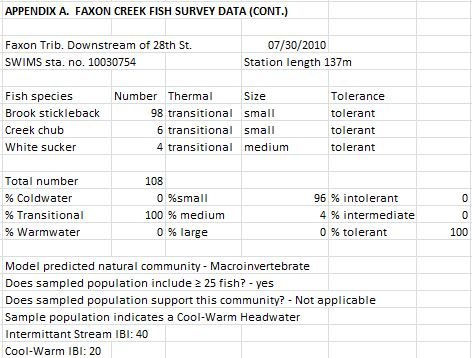 APPENDIX A. FAXON CREEK FISH SURVEY DATA (CONT.)
Faxon Trib. Downstream of 28th St. 07/30/2010
SWIMS sta. no. 10030754 Station length 137m
Fish species Number Thermal Size Tolerance
Brook stickleback 98 transitional small tolerant
Creek chub 6 transitional small tolerant
White sucker 4 transitional medium tolerant
Total number 108
% Coldwater 0 %small 96 % intolerant 0
% Transitional 100 % medium 4 % intermediate 0
% Warmwater 0 % large 0 % tolerant 100
Model predicted natural community - Macroinvertebrate
Does sampled population include ≥ 25 fish? - yes
Does sampled population support this community? - Not applicable
Sample population indicates a Cool-Warm Headwater
Intermittant Stream IBI: 40
Cool-Warm IBI: 20